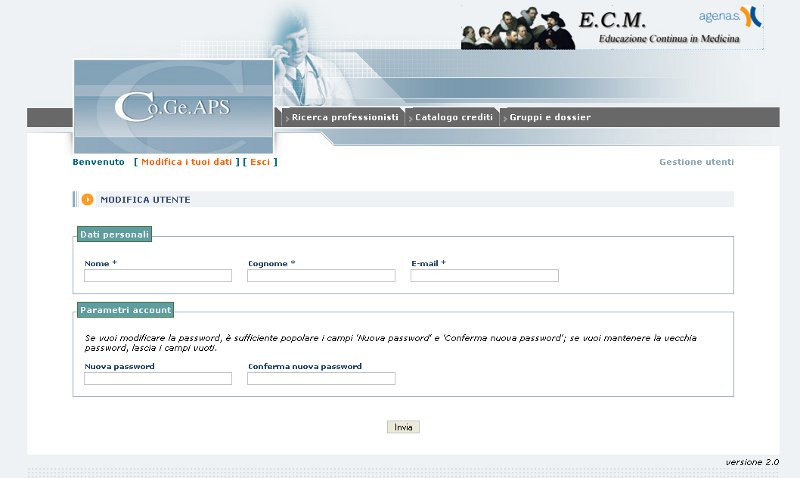 E.C.M.
agenas.
Educazione Continua in Medicina
Co.Ge.APS
Ricerca professionisti
Catalogo crediti
Gruppi e dossier
Benvenuto [ Modifica i tuoi dati ] [ Esci ]
Gestione utenti
MODIFICA UTENTE
Dati personali
Nome * Cognome * E-mail *
Parametri account
Se vuoi modificare la password, è sufficiente popolare i campi 'Nuova password' e 'Conferma nuova password'; se vuoi mantenere la vecchia
password, lascia i campi vuoti.
Nuova password Conferma nuova password
Invia
versione 2.0